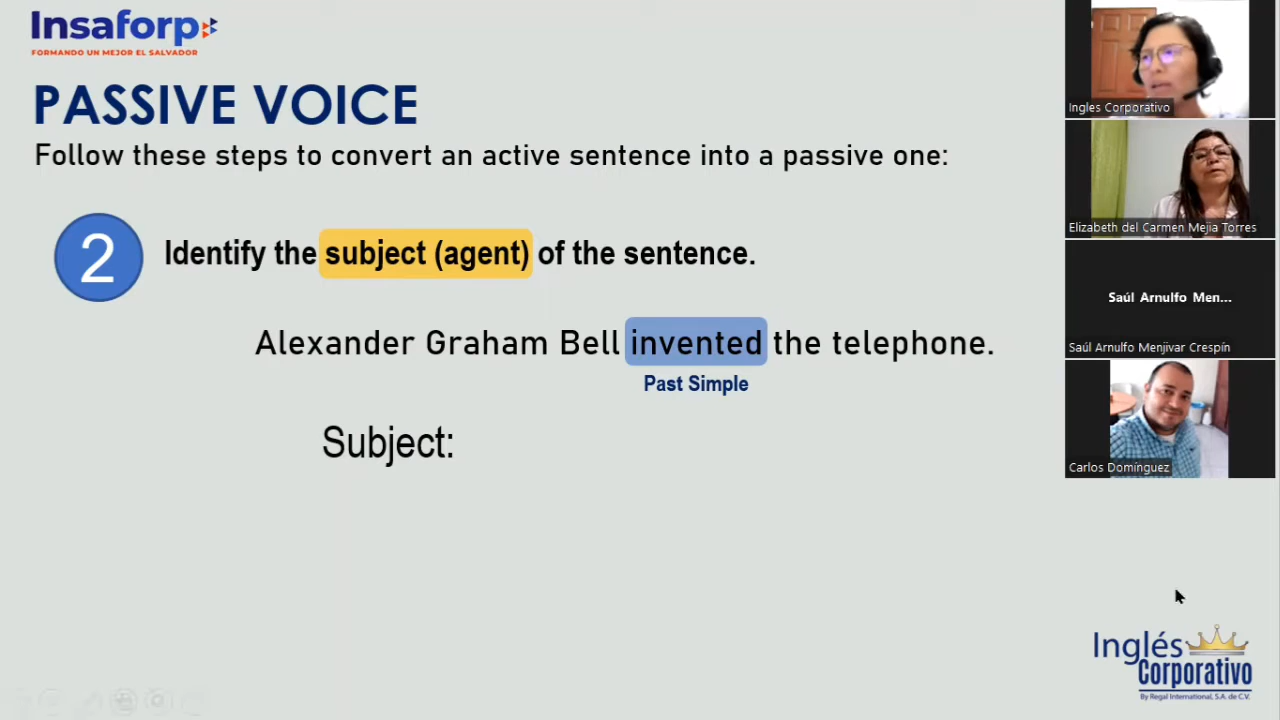 Insaforp
FORMANDO UN MEJOR EL SALVADOR
PASSIVE VOICE
Follow these steps to convert an active sentence into a passive one:
2 Identify the subject (agent) of the sentence.
Alexander Graham Bell invented the telephone.
Past Simple
Subject:
Ingles Corporativo
Elizabeth del Carmen Mejia Torres
Saúl Arnulfo Men...
Saúl Arnulfo Menjivar Crespín
Carlos Domínguez
Inglés
Corporativo
By Regal International, S.A. de C.V.